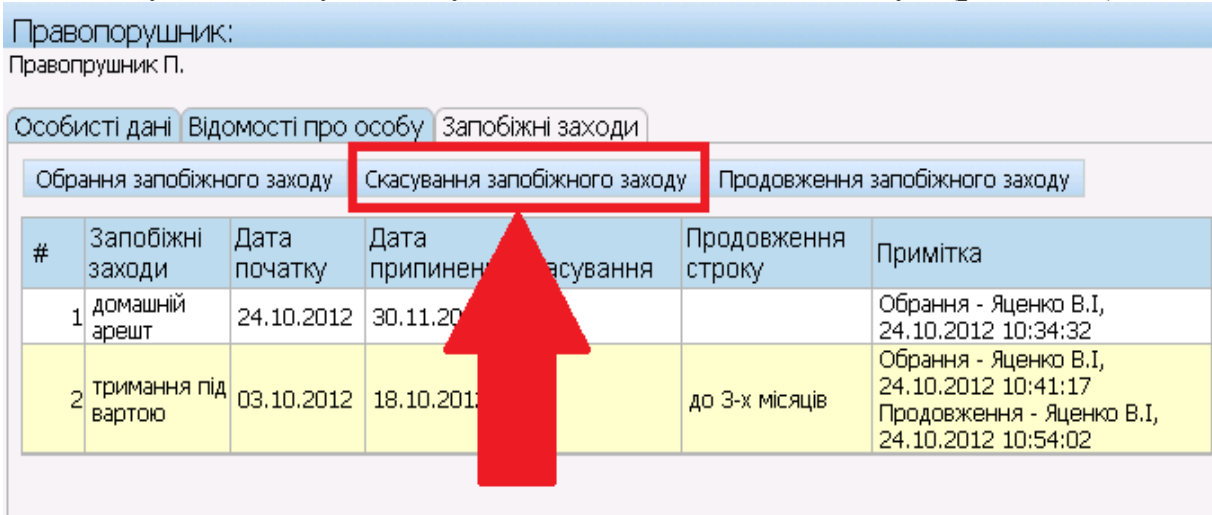 Правопорушник:
Правопрушник П.
Особисті дані Відомості про особу Запобіжні заходи
Обрання запобіжного заходу Скасування запобіжного заходу Продовження запобіжного заходу
# Запобіжні заходи Дата початку Дата Продовження строку Примітка
1 домашній арешт 24.10.2012 Обрання - Яценко В.І, 24.10.2012 10:34:32
2 тримання під вартою 03.10.2012 18.10.2012 до 3-х місяців Обрання - Яценко В.І, 24.10.2012 10:41:17 Продовження - Яценко В.І, 24.10.2012 10:54:02